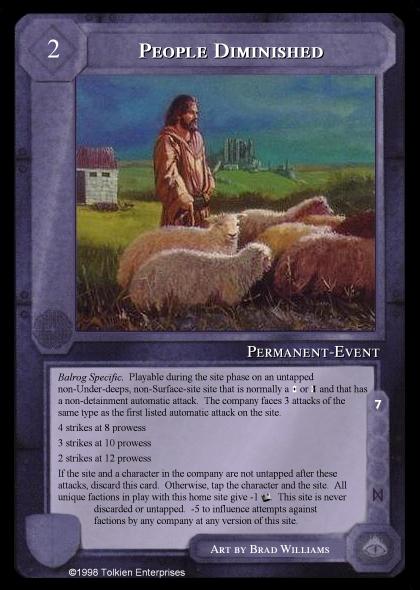 2
PEOPLE DIMINISHED
PERMANENT-EVENT
Balrog Specific. Playable during the site phase on an untapped
non-Under-deeps, non-Surface-site site that is normally a or and that has
a non-detainment automatic attack. The company faces 3 attacks of the
same type as the first listed automatic attack on the site.
7
4 strikes at 8 prowess
3 strikes at 10 prowess
2 strikes at 12 prowess
If the site and a character in the company are not untapped after these
attacks, discard this card. Otherwise, tap the character and the site. All
unique factions in play with this home site give -1 . This site is never
discarded or untapped. -5 to influence attempts against
factions by any company at any version of this site.
ART BY BRAD WILLIAMS
©1998 Tolkien Enterprises